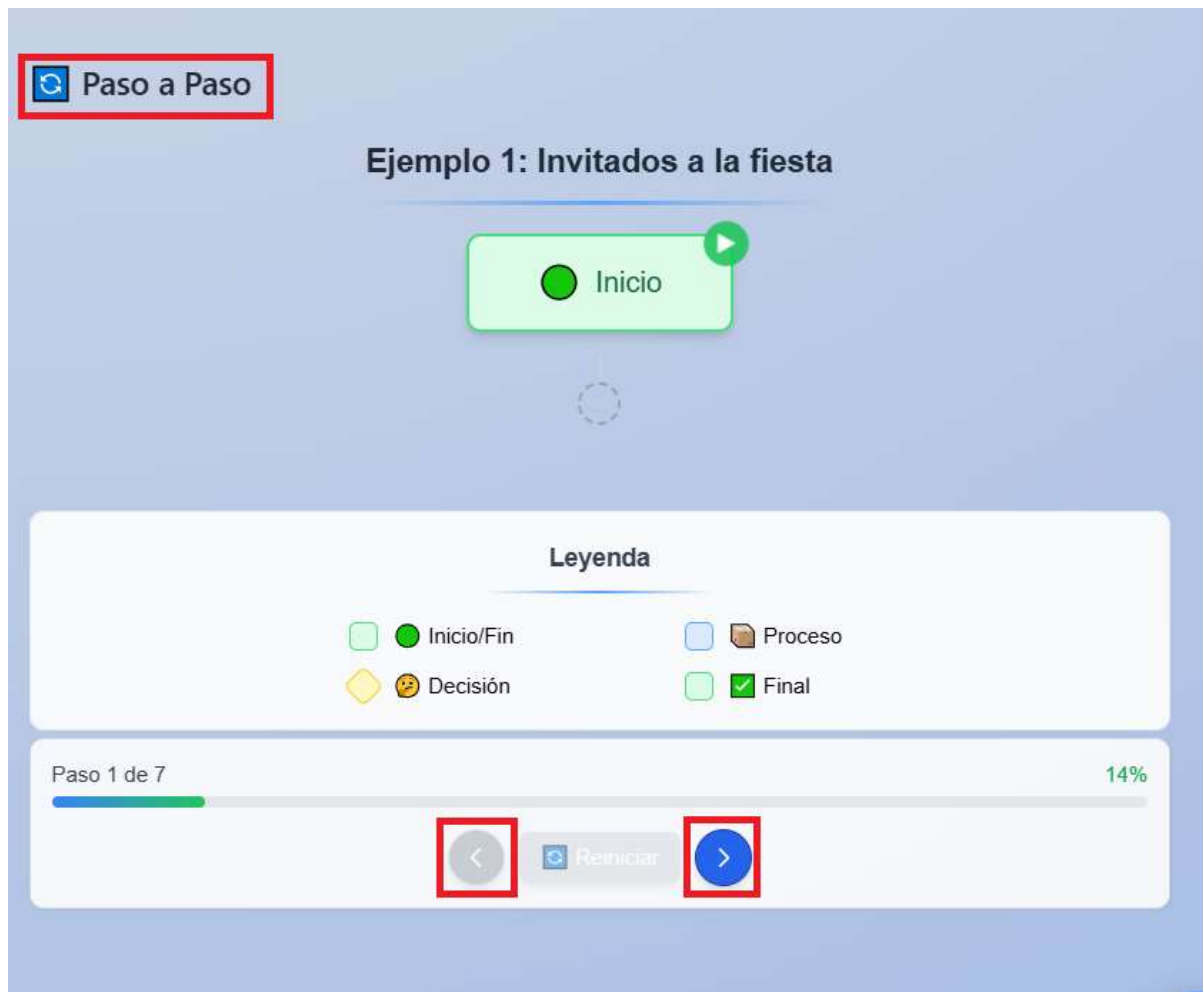 Paso a Paso
Ejemplo 1: Invitados a la fiesta
Inicio
Leyenda
Inicio/Fin
Proceso
Decisión
Final
Paso 1 de 7
14%
Reiniciar